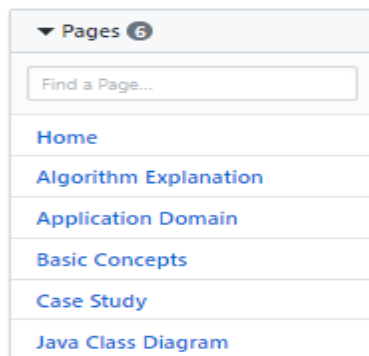 Pages 6
Find a Page...
Home
Algorithm Explanation
Application Domain
Basic Concepts
Case Study
Java Class Diagram